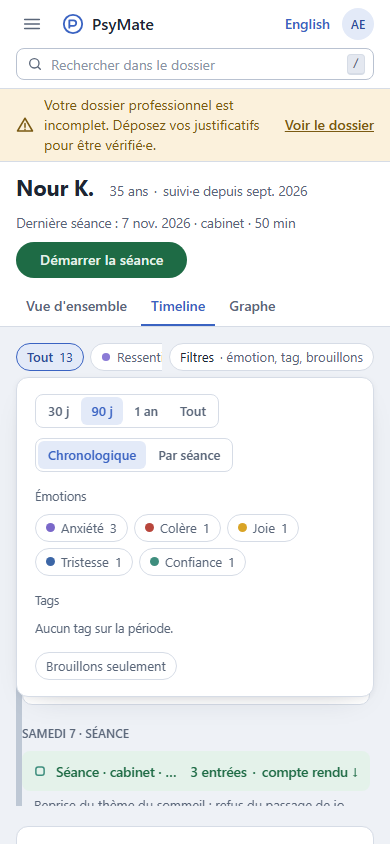 PsyMate
English
AE
Rechercher dans le dossier
/
Votre dossier professionnel est
incomplet. Déposez vos justificatifs
pour être vérifié·e.
Voir le dossier
Nour K.
35 ans · suivi·e depuis sept. 2026
Dernière séance : 7 nov. 2026 · cabinet · 50 min
Démarrer la séance
Vue d'ensemble
Timeline
Graphe
Tout 13
Ressent
Filtres · émotion, tag, brouillons
30 j
90 j
1 an
Tout
Chronologique
Par séance
Émotions
Anxiété 3
Colère 1
Joie 1
Tristesse 1
Confiance 1
Tags
Aucun tag sur la période.
Brouillons seulement
SAMEDI 7 · SÉANCE
Séance · cabinet · ...
3 entrées · compte rendu ↓
Reprise du thème du sommeil : refus du passage de jo